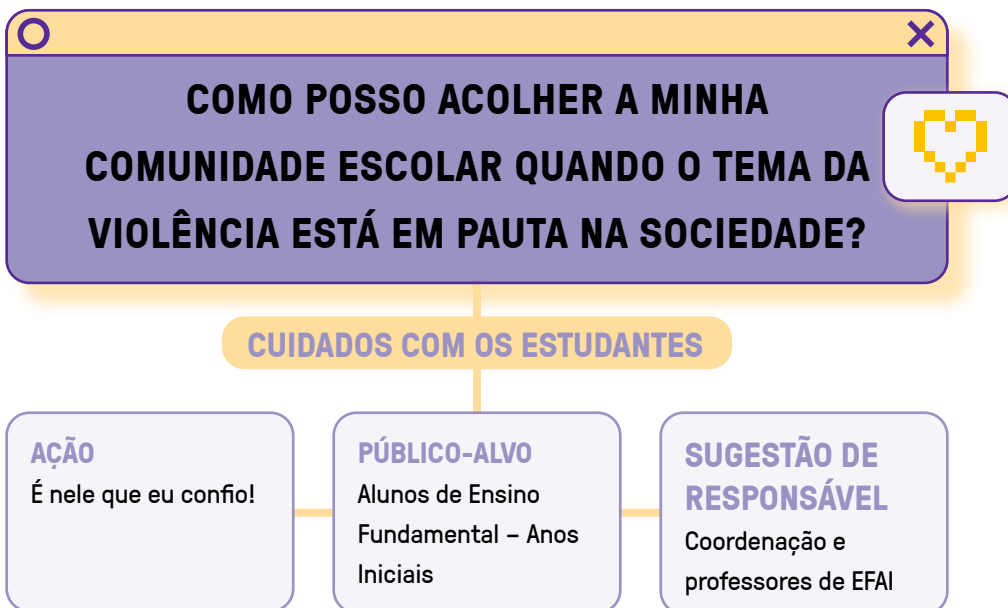 COMO POSSO ACOLHER A MINHA
COMUNIDADE ESCOLAR QUANDO O TEMA DA
VIOLÊNCIA ESTÁ EM PAUTA NA SOCIEDADE?
CUIDADOS COM OS ESTUDANTES
AÇÃO
É nele que eu confio!
PÚBLICO-ALVO
Alunos de Ensino
Fundamental – Anos
Iniciais
SUGESTÃO DE
RESPONSÁVEL
Coordenação e
professores de EFAI